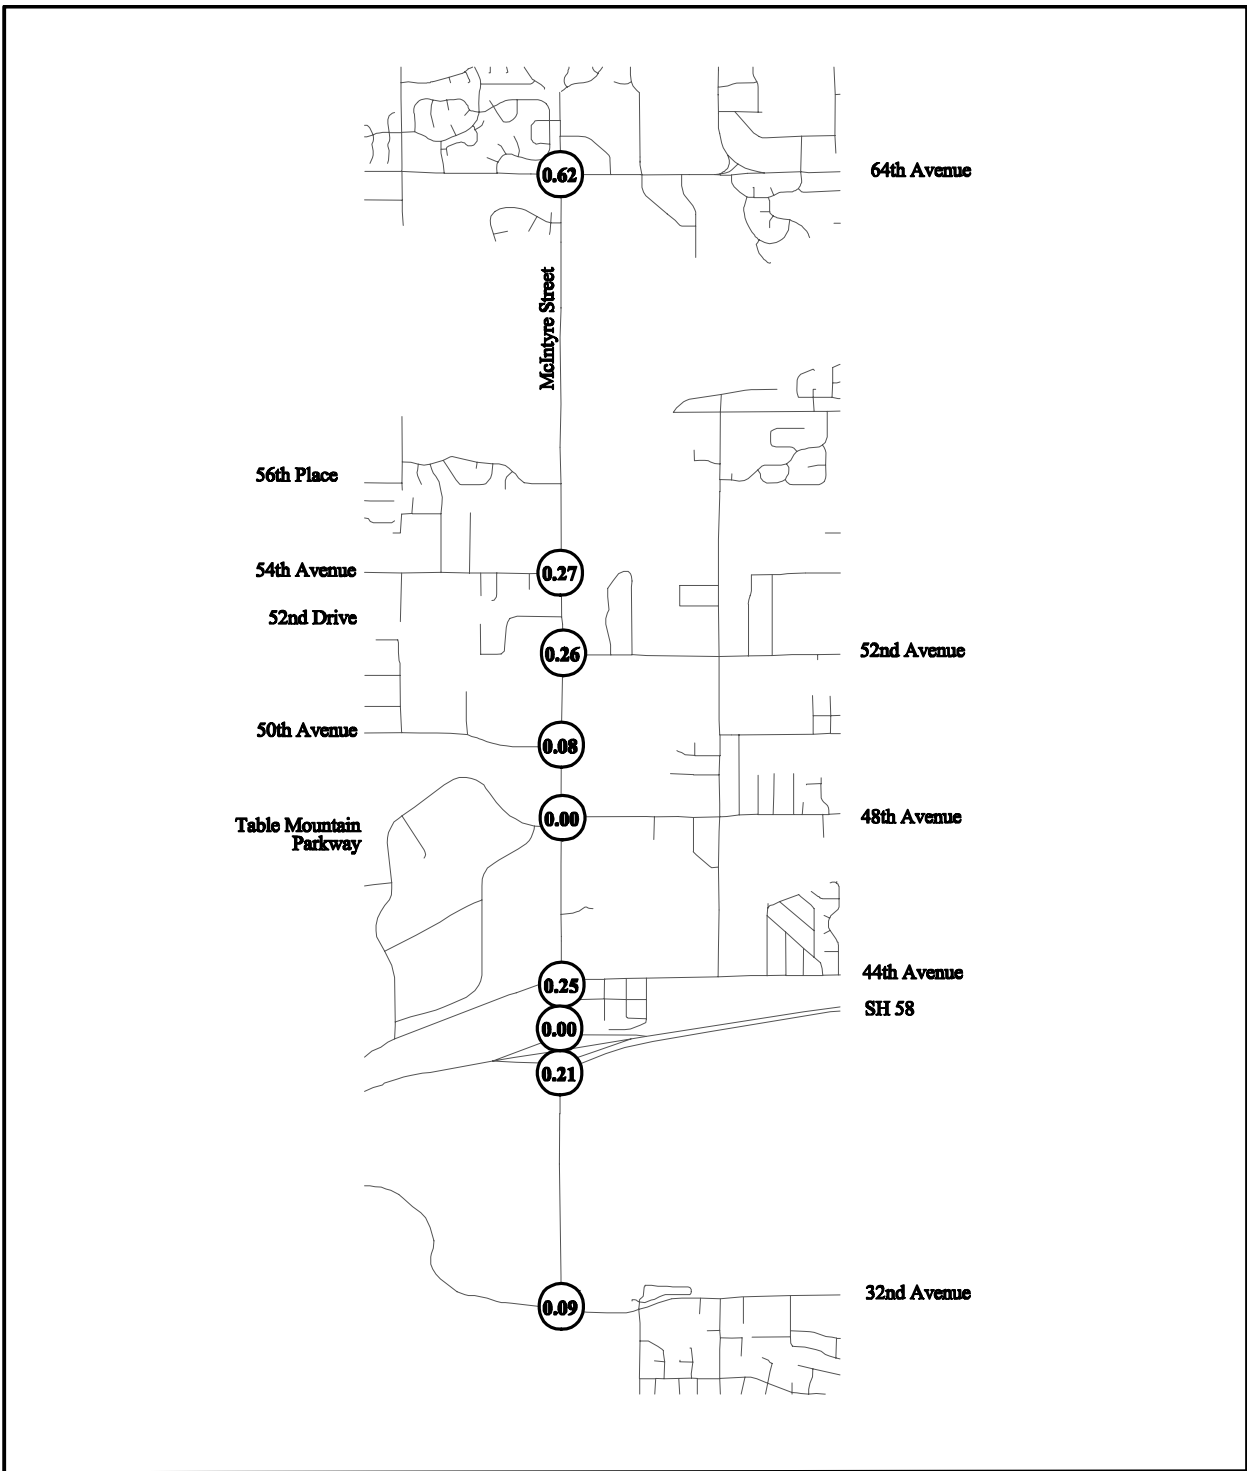 64th Avenue
0.62
McIntyre Street
56th Place
54th Avenue
0.27
52nd Drive
0.26
52nd Avenue
50th Avenue
0.08
0.00
48th Avenue
Table Mountain
Parkway
44th Avenue
0.25
SH 58
0.00
0.21
32nd Avenue
0.09